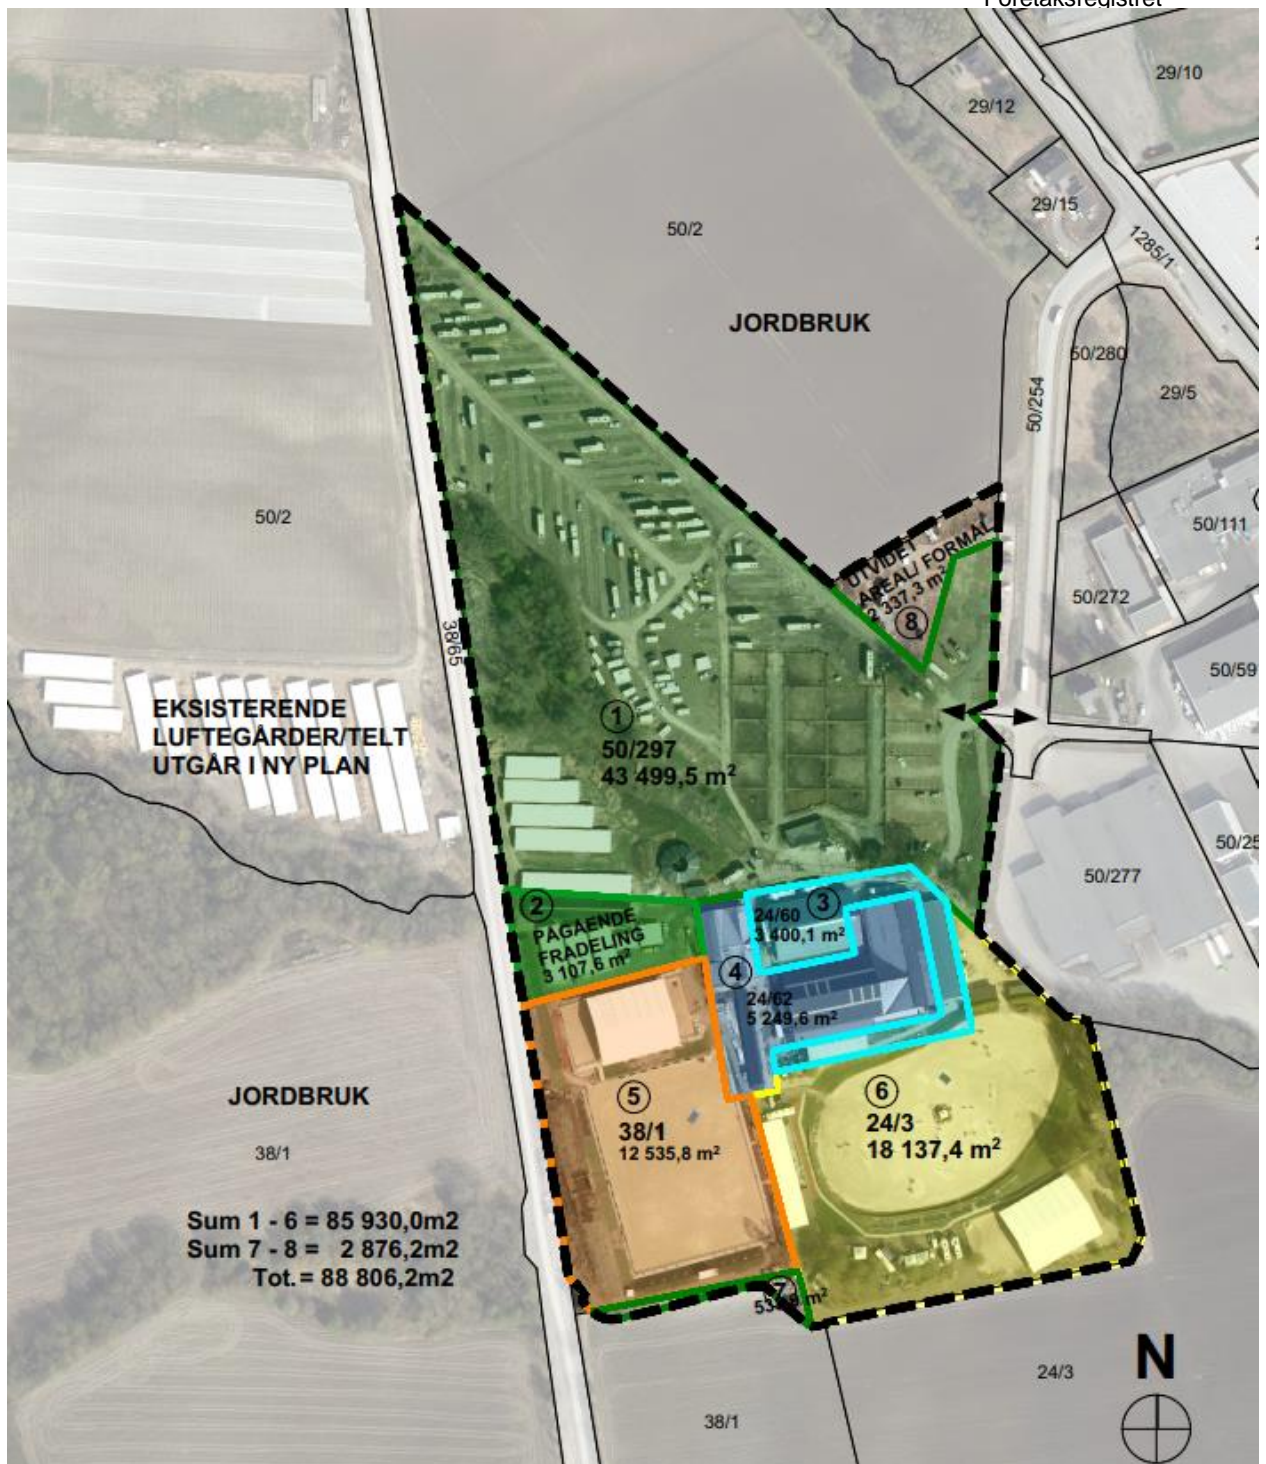 Foretaksregistret
29/10
29/12
29/15
50/2
1285/1
JORDBRUK
50/280
50/254
29/5
50/2
50/111
UTVIDET
AREAL/ FORMÅL
2 337,3 m²
8
50/272
38/65
50/59
EKSISTERENDE
LUFTEGÅRDER/TELT
UTGÅR I NY PLAN
1
50/297
43 499,5 m²
50/25
50/277
2
PÅGÅENDE
FRADELING
3 107,6 m²
3
24/60
3 400,1 m²
4
24/62
5 249,6 m²
JORDBRUK
38/1
5
38/1
12 535,8 m²
6
24/3
18 137,4 m²
Sum 1 - 6 = 85 930,0m2
Sum 7 - 8 = 2 876,2m2
Tot. = 88 806,2m2
7
m²
N
24/3
38/1